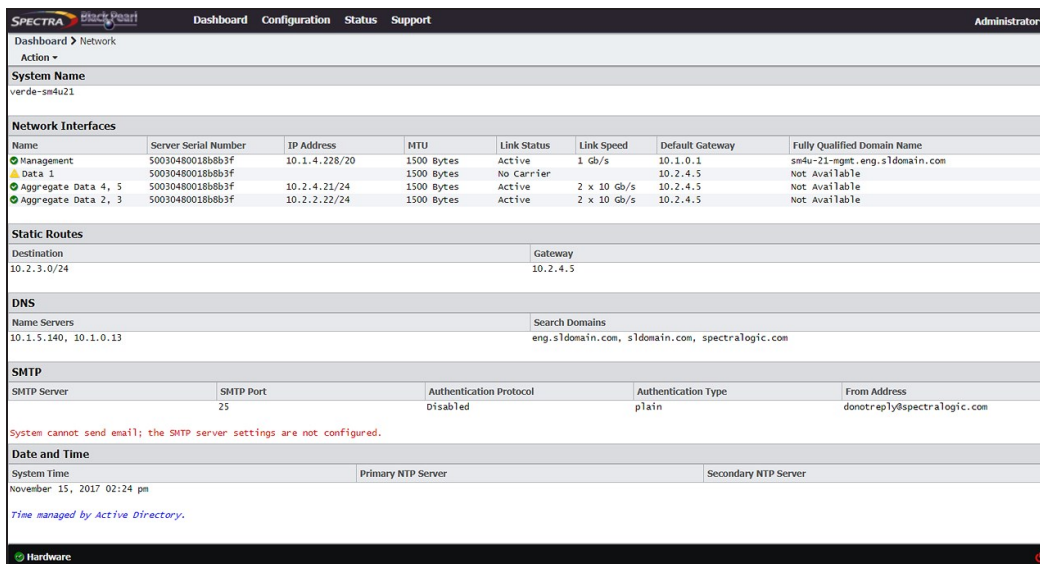 SPECTRA BlackPearl Dashboard Configuration Status Support Administrator
Dashboard > Network
Action
System Name
verde-sm4u21
Network Interfaces
Name Server Serial Number IP Address MTU Link Status Link Speed Default Gateway Fully Qualified Domain Name
Management 50030480018b8b3f 10.1.4.228/20 1500 Bytes Active 1 Gb/s 10.1.0.1 sm4u-21-mgmt.eng.sldomain.com
Data 1 50030480018b8b3f 1500 Bytes No Carrier 10.2.4.5 Not Available
Aggregate Data 4, 5 50030480018b8b3f 10.2.4.21/24 1500 Bytes Active 2 x 10 Gb/s 10.2.4.5 Not Available
Aggregate Data 2, 3 50030480018b8b3f 10.2.2.22/24 1500 Bytes Active 2 x 10 Gb/s 10.2.4.5 Not Available
Static Routes
Destination Gateway
10.2.3.0/24 10.2.4.5
DNS
Name Servers Search Domains
10.1.5.140, 10.1.0.13 eng.sldomain.com, sldomain.com, spectralogic.com
SMTP
SMTP Server SMTP Port Authentication Protocol Authentication Type From Address
25 Disabled plain donotreply@spectralogic.com
System cannot send email; the SMTP server settings are not configured.
Date and Time
System Time Primary NTP Server Secondary NTP Server
November 15, 2017 02:24 pm
Time managed by Active Directory.
Hardware